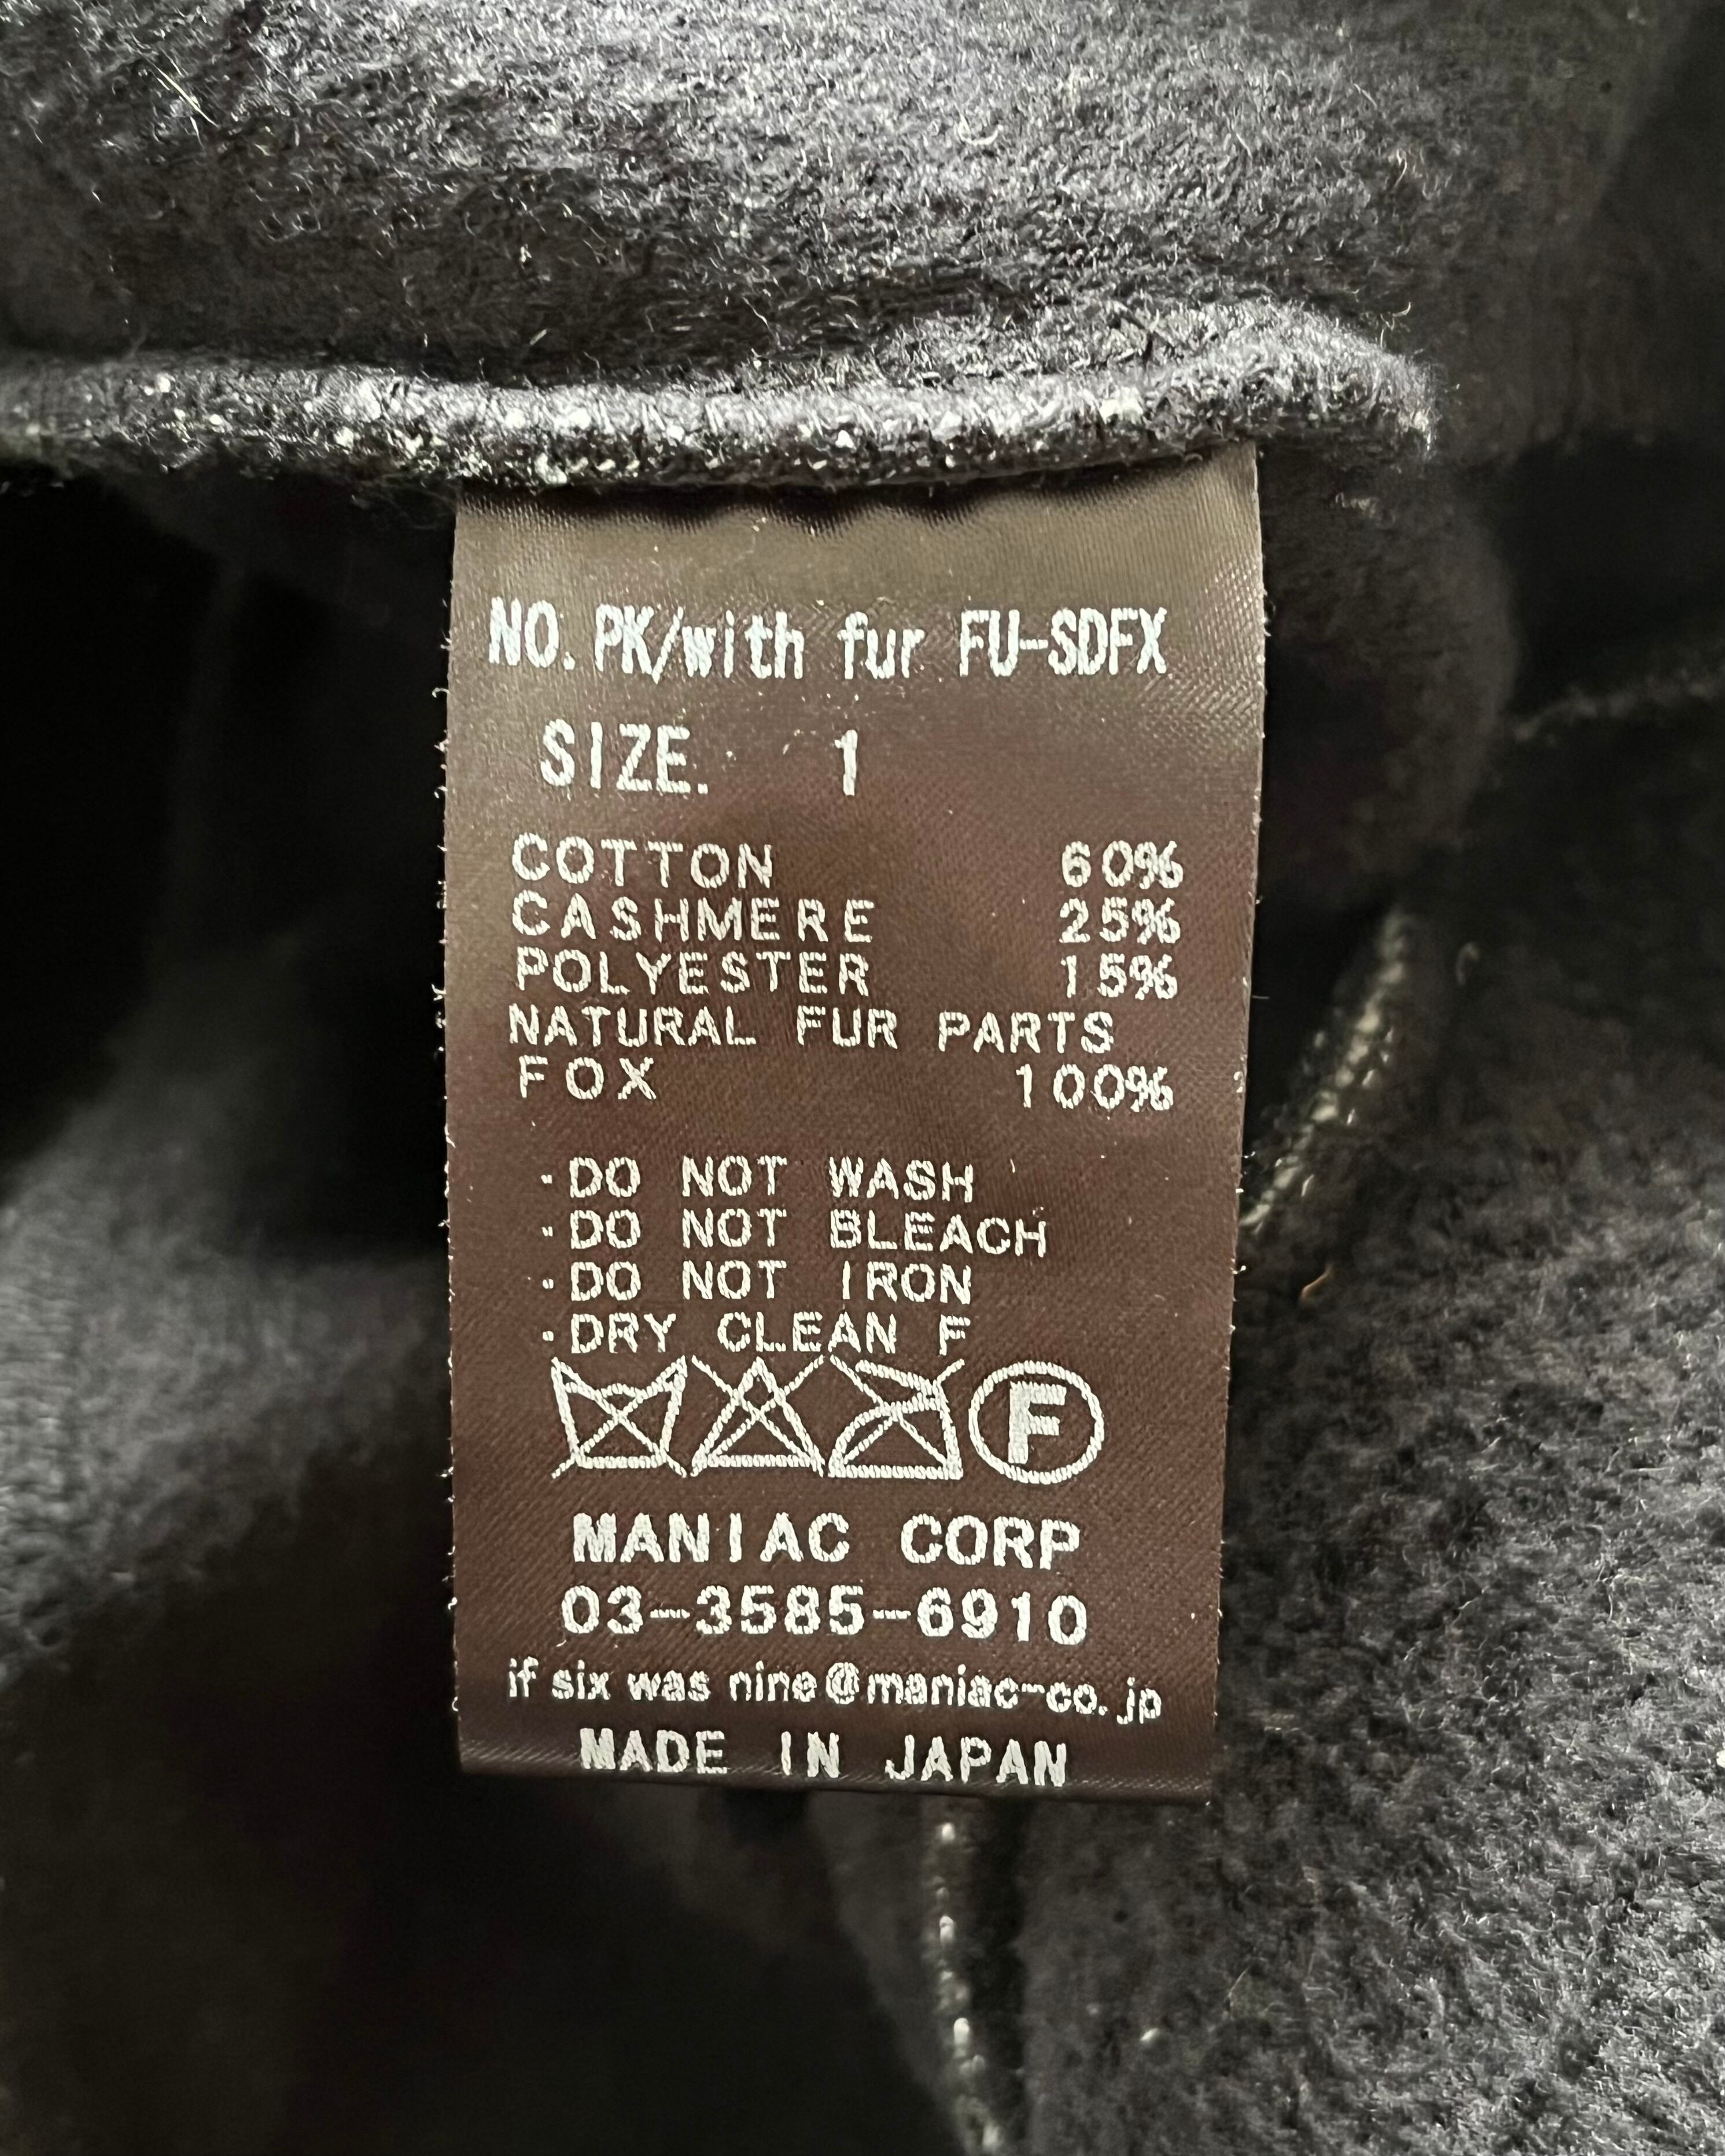 NO. PK/with fur FU-SDFX
SIZE. 1
COTTON 60%
CASHMERE 25%
POLYESTER 15%
NATURAL FUR PARTS
FOX 100%
·DO NOT WASH
·DO NOT BLEACH
·DO NOT IRON
·DRY CLEAN F
F
MANIAC CORP
03-3585-6910
if six was nine@maniac-co.jp
MADE IN JAPAN